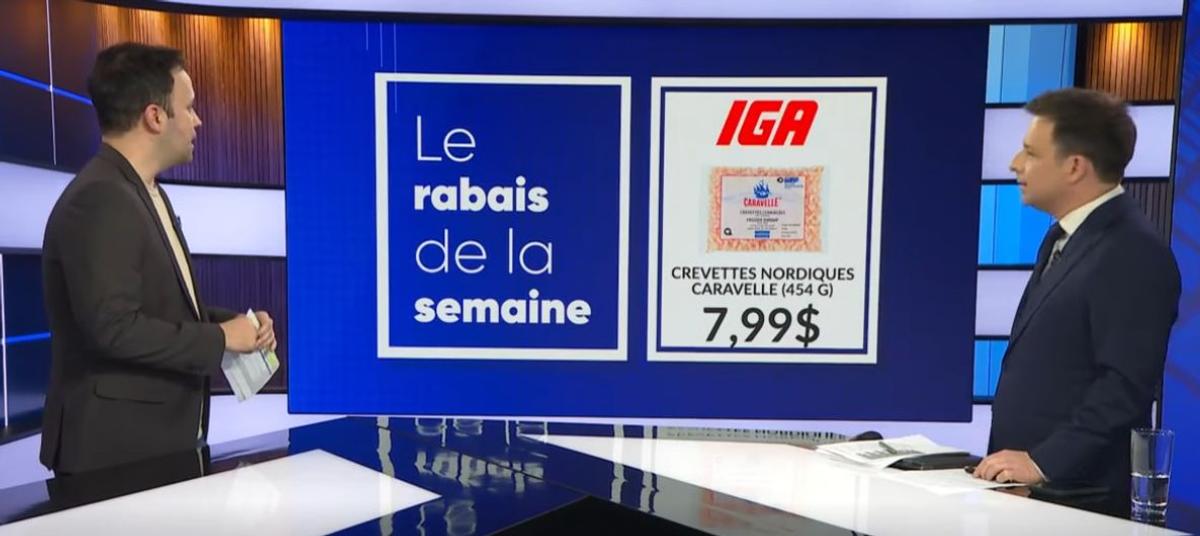 Le
rabais
de la
semaine
IGA
CARAVELLE
CREVETTES NORDIQUES
CARAVELLE (454 G)
7,99$